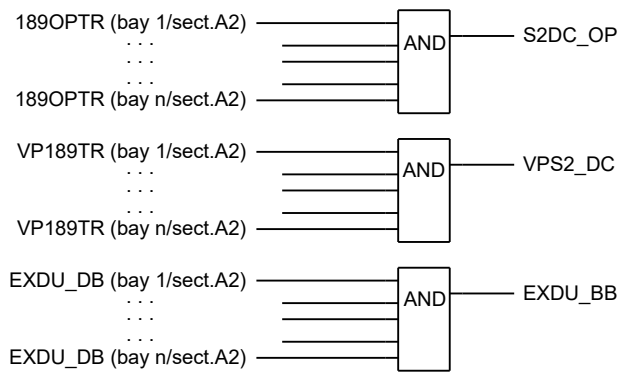 189OPTR (bay 1/sect.A2)
. . .
. . .
. . .
189OPTR (bay n/sect.A2)
AND
S2DC_OP
VP189TR (bay 1/sect.A2)
. . .
. . .
. . .
VP189TR (bay n/sect.A2)
AND
VPS2_DC
EXDU_DB (bay 1/sect.A2)
. . .
. . .
. . .
EXDU_DB (bay n/sect.A2)
AND
EXDU_BB